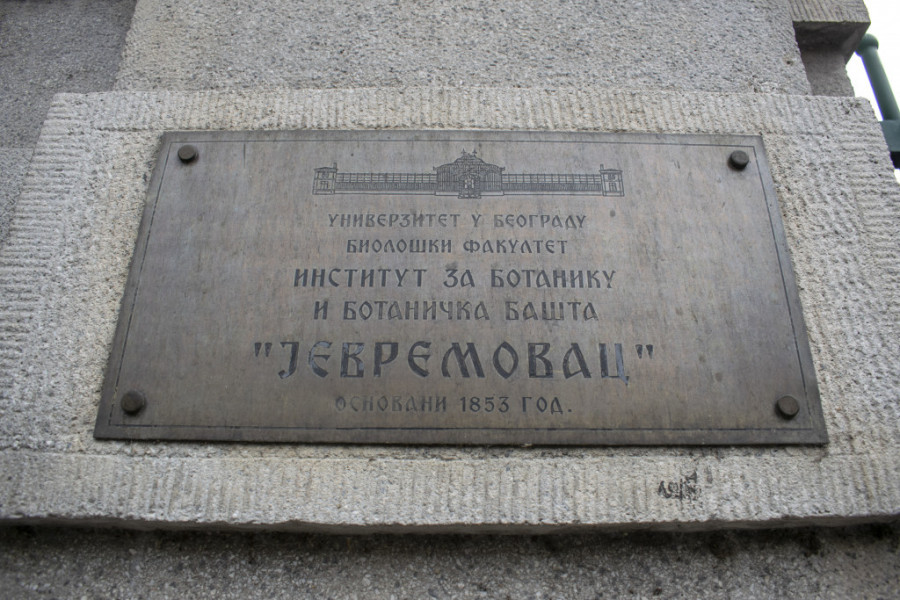 УНИВЕРЗИТЕТ У БЕОГРАДУ
БИОЛОШКИ ФАКУЛТЕТ
ИНСТИТУТ ЗА БОТАНИКУ
И БОТАНИЧКА БАШТА
"ЈЕВРЕМОВАЦ"
ОСНОВАНИ 1853 ГОД.